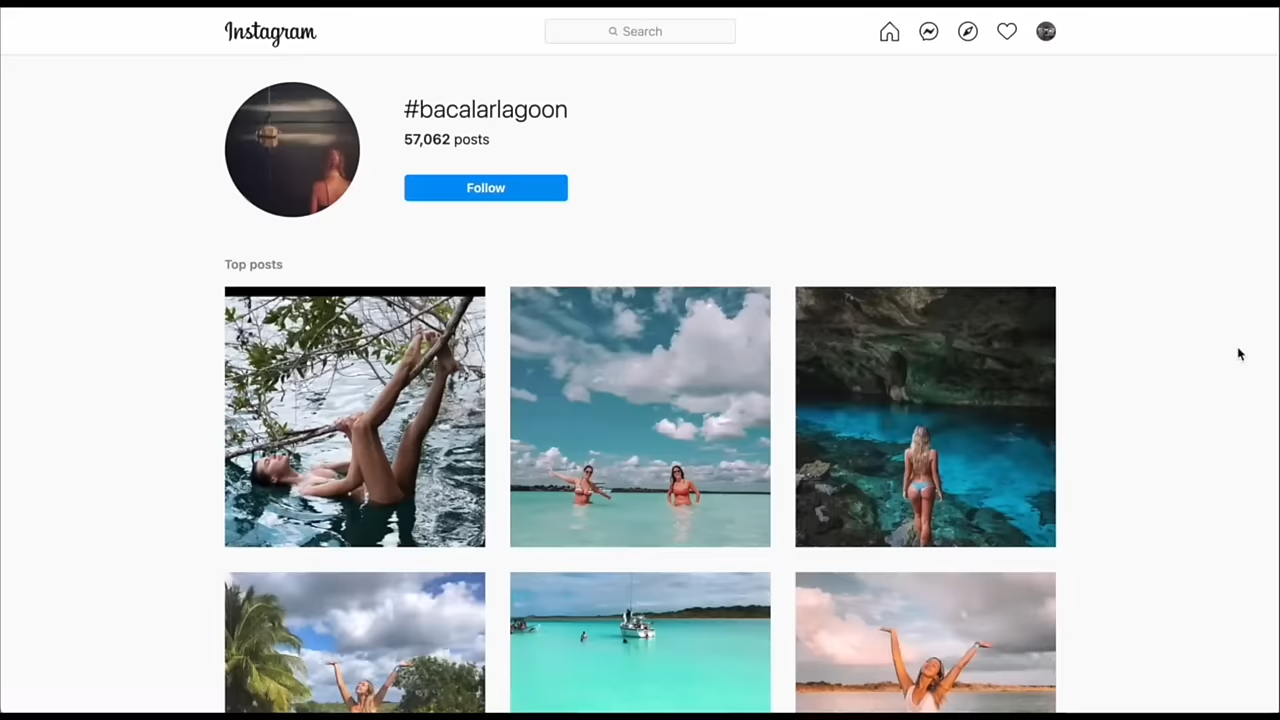 Instagram
Search
#bacalarlagoon
57,062 posts
Follow
Top posts